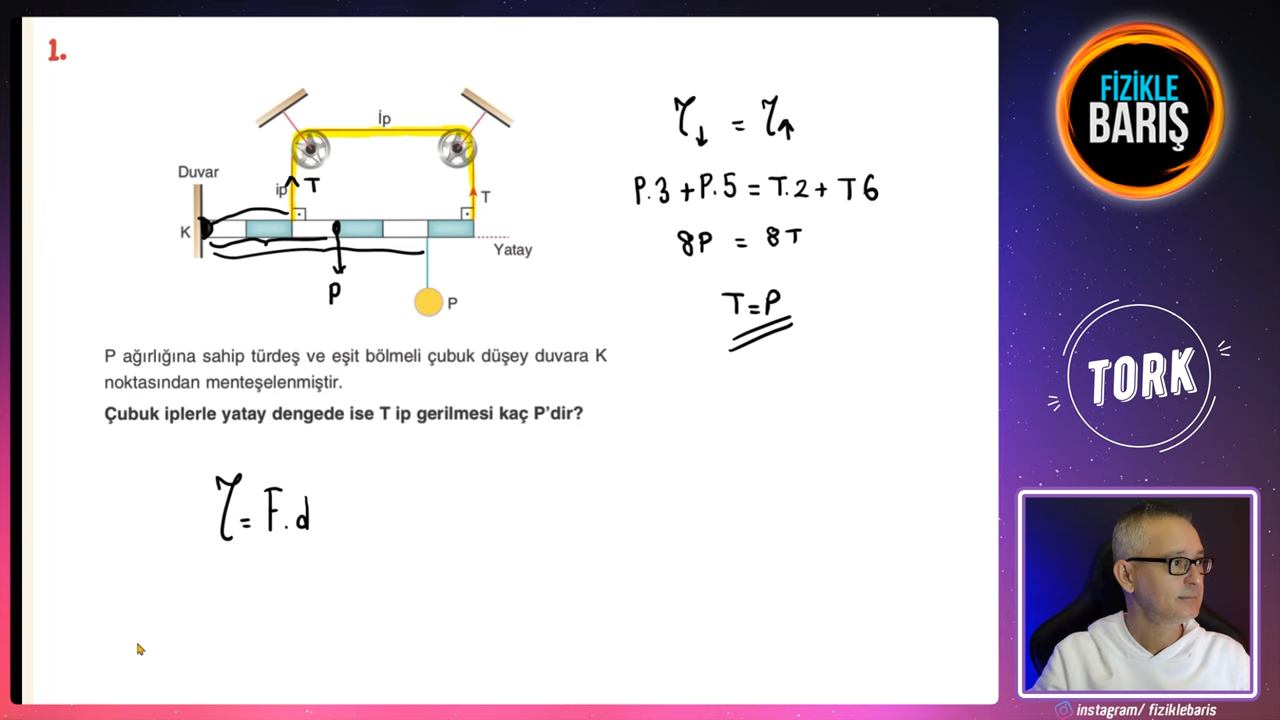 1.
İp
Duvar
ip
T
T
K
Yatay
P
P
P ağırlığına sahip türdeş ve eşit bölmeli çubuk düşey duvara K
noktasından menteşelenmiştir.
Çubuk iplerle yatay dengede ise T ip gerilmesi kaç P'dir?
τ = F.d
τ↓ = τ↑
P.3 + P.5 = T.2 + T6
8P = 8T
T = P
FİZİKLE
BARIŞ
TORK
instagram/ fiziklebaris